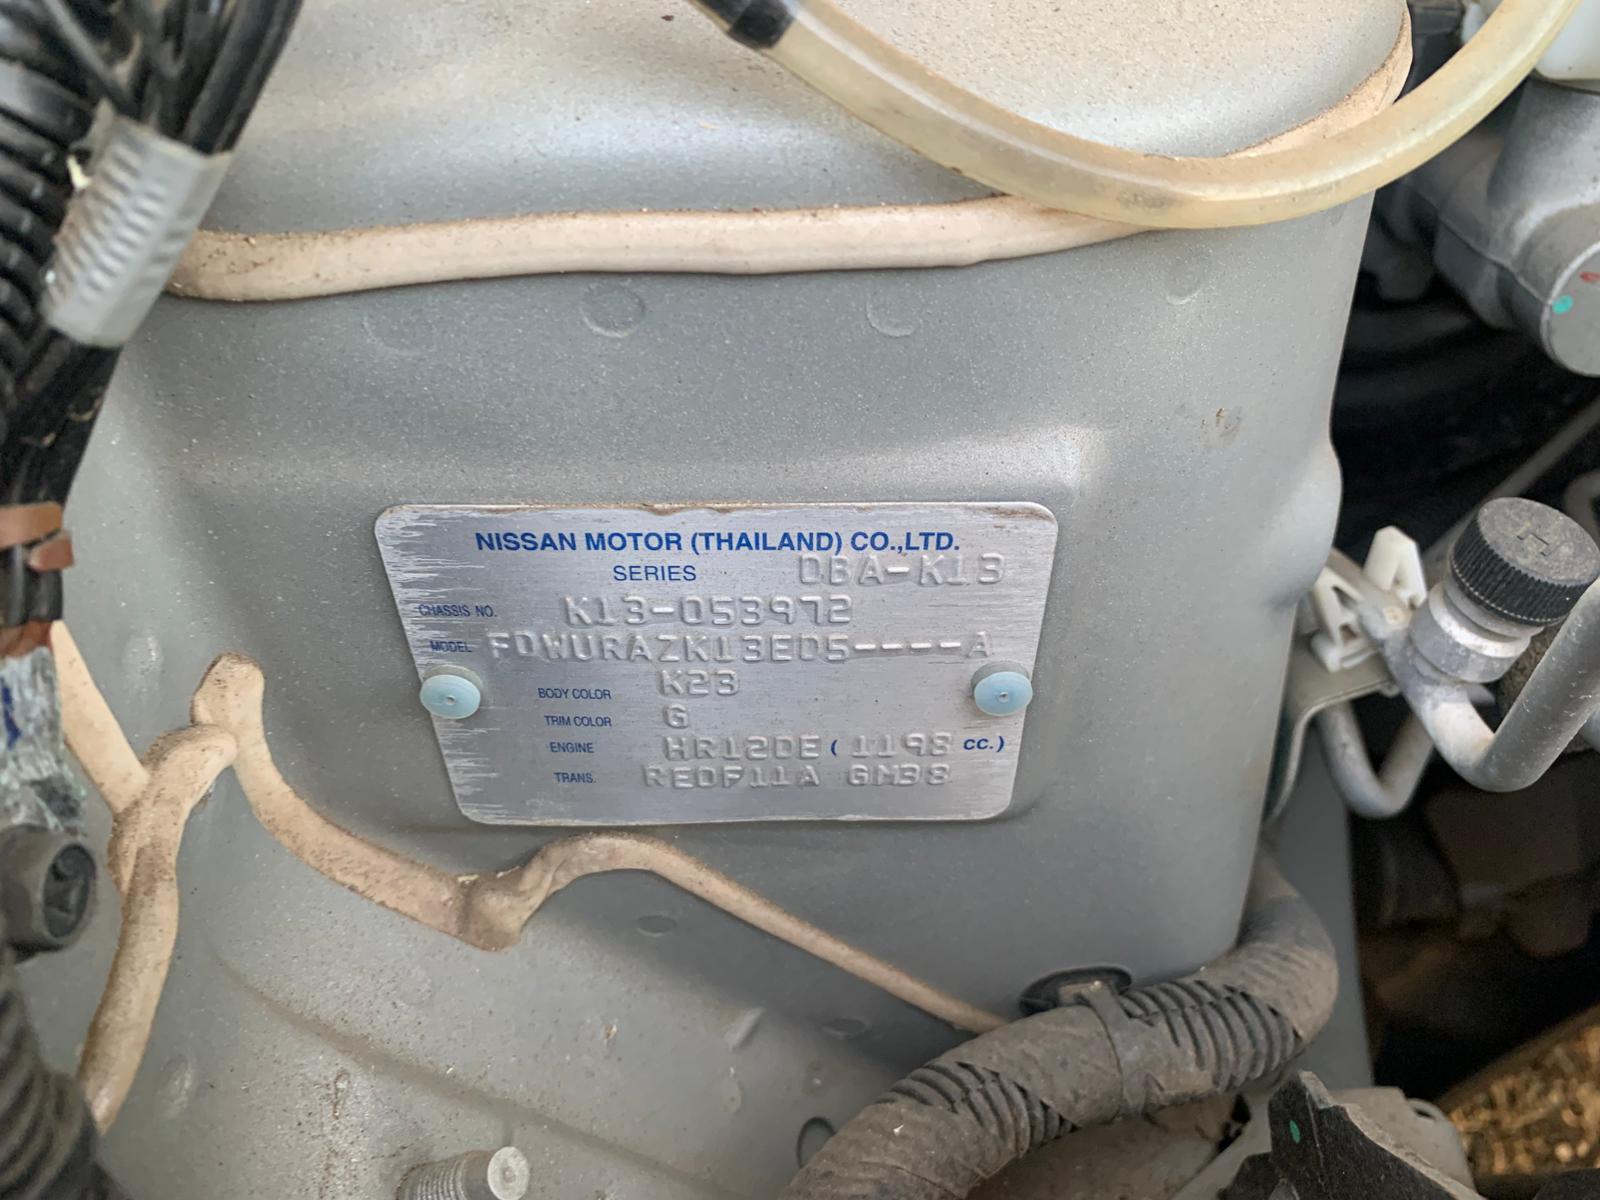 NISSAN MOTOR (THAILAND) CO.,LTD.
SERIES DBA-K13
CHASSIS NO. K13-053972
MODEL FDWURAZK13ED5----A
BODY COLOR K23
TRIM COLOR G
ENGINE HR12DE ( 1198 CC.)
TRANS. RE0F11A GM38
H